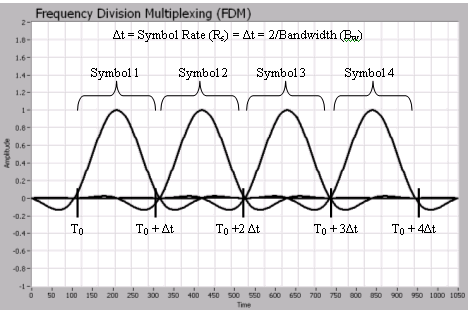 Frequency Division Multiplexing (FDM)
Δt = Symbol Rate (Rs) = Δt = 2/Bandwidth (Bw)
Symbol 1 Symbol 2 Symbol 3 Symbol 4
2
1.8
1.6
1.4
1.2
1
0.8
0.6
0.4
0.2
0
-0.2
-0.4
-0.6
-0.8
-1
Amplitude
T0 T0 + Δt T0 +2 Δt T0 + 3Δt T0 + 4Δt
0 50 100 150 200 250 300 350 400 450 500 550 600 650 700 750 800 850 900 950 1000 1050
Time